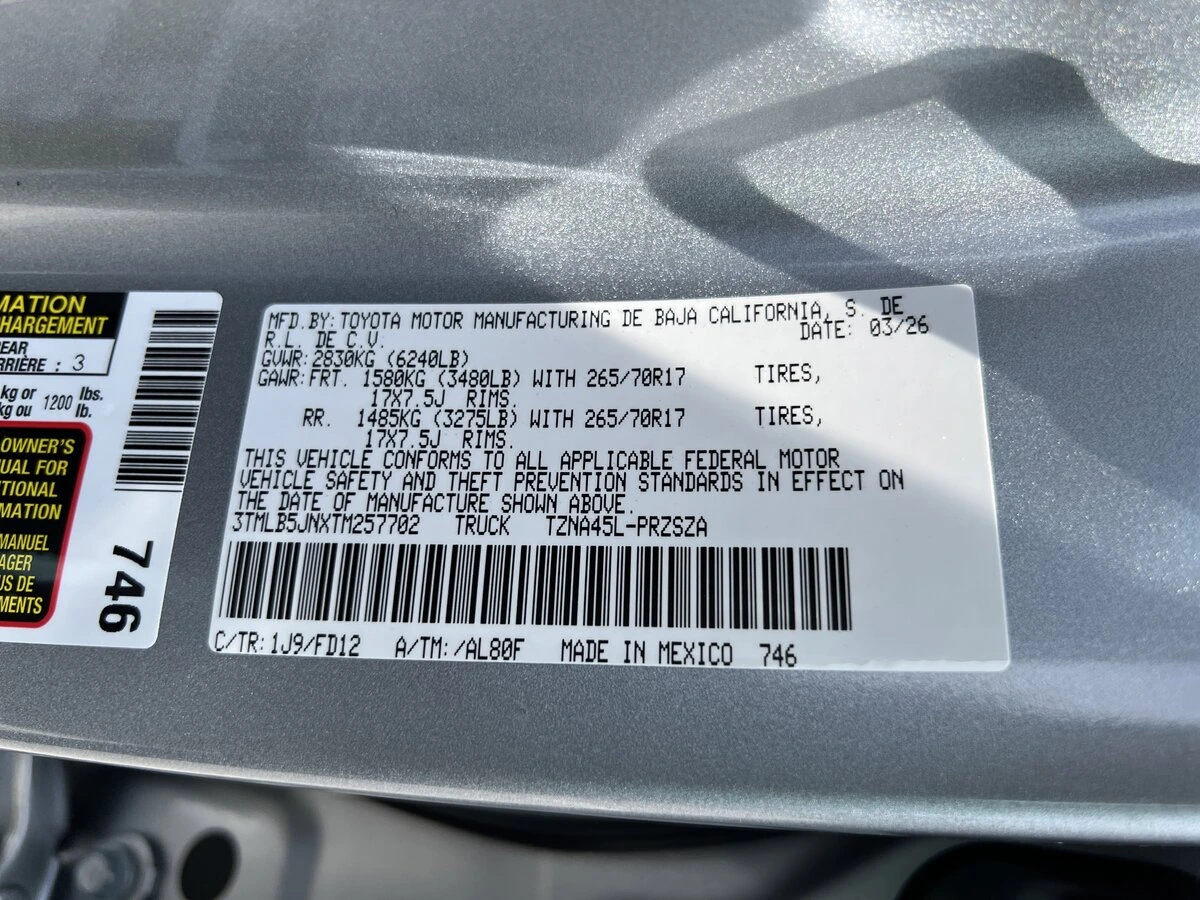 MATION
CHARGEMENT
REAR
RRIÈRE : 3
kg or 1200 lbs.
kg ou lb.
OWNER'S
UAL FOR
ITIONAL
MATION
MANUEL
AGER
US DE
MENTS
746
MFD.BY:TOYOTA MOTOR MANUFACTURING DE BAJA CALIFORNIA, S. DE
R.L. DE C.V. DATE: 03/26
GVWR:2830KG (6240LB)
GAWR:FRT. 1580KG (3480LB) WITH 265/70R17 TIRES,
17X7.5J RIMS.
RR. 1485KG (3275LB) WITH 265/70R17 TIRES,
17X7.5J RIMS.
THIS VEHICLE CONFORMS TO ALL APPLICABLE FEDERAL MOTOR
VEHICLE SAFETY AND THEFT PREVENTION STANDARDS IN EFFECT ON
THE DATE OF MANUFACTURE SHOWN ABOVE.
3TMLB5JNXTM257702 TRUCK TZNA45L-PRZSZA
C/TR:1J9/FD12 A/TM:/AL80F MADE IN MEXICO 746